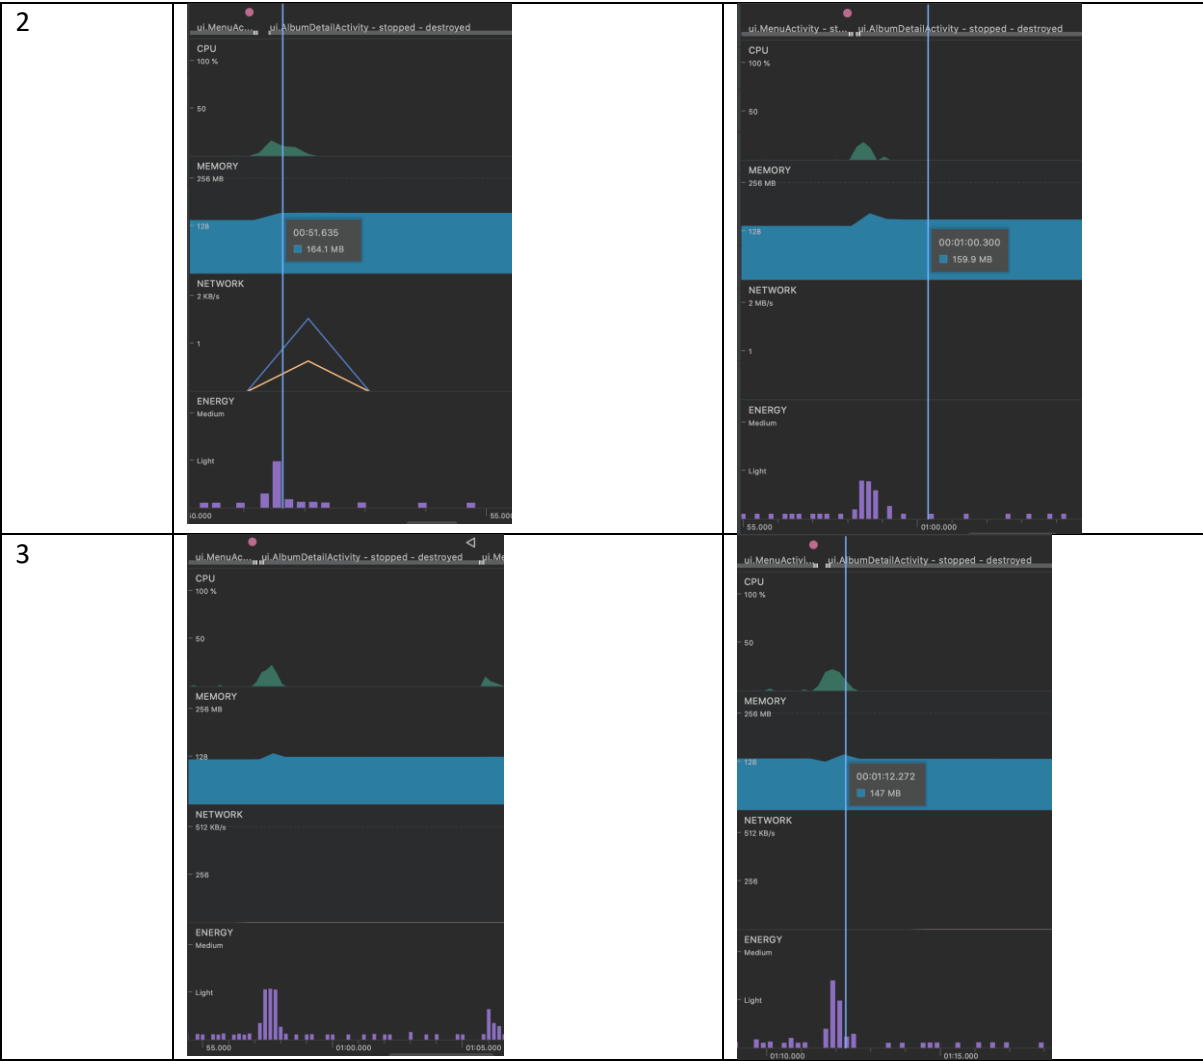 2
ui.MenuAc... ui.AlbumDetailActivity - stopped - destroyed
CPU
100 %
50
MEMORY
256 MB
128
00:51.635
164.1 MB
NETWORK
2 KB/s
1
ENERGY
Medium
Light
55.000
ui.MenuActivity - st... ui.AlbumDetailActivity - stopped - destroyed
CPU
100 %
50
MEMORY
256 MB
128
00:01:00.300
159.9 MB
NETWORK
2 MB/s
1
ENERGY
Medium
Light
55.000 01:00.000
3
ui.MenuAc... ui.AlbumDetailActivity - stopped - destroyed ui.Me
CPU
100 %
50
MEMORY
256 MB
128
NETWORK
512 KB/s
256
ENERGY
Medium
Light
55.000 01:00.000 01:05.000
ui.MenuActivi... ui.AlbumDetailActivity - stopped - destroyed
CPU
100 %
50
MEMORY
256 MB
128
00:01:12.272
147 MB
NETWORK
512 KB/s
256
ENERGY
Medium
Light
01:10.000 01:15.000